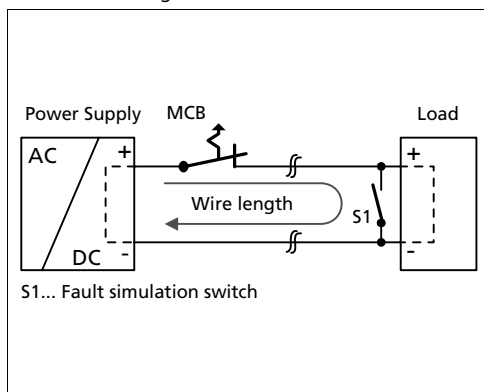 Power Supply MCB Load
AC + +
Wire length
S1
DC - -
S1... Fault simulation switch